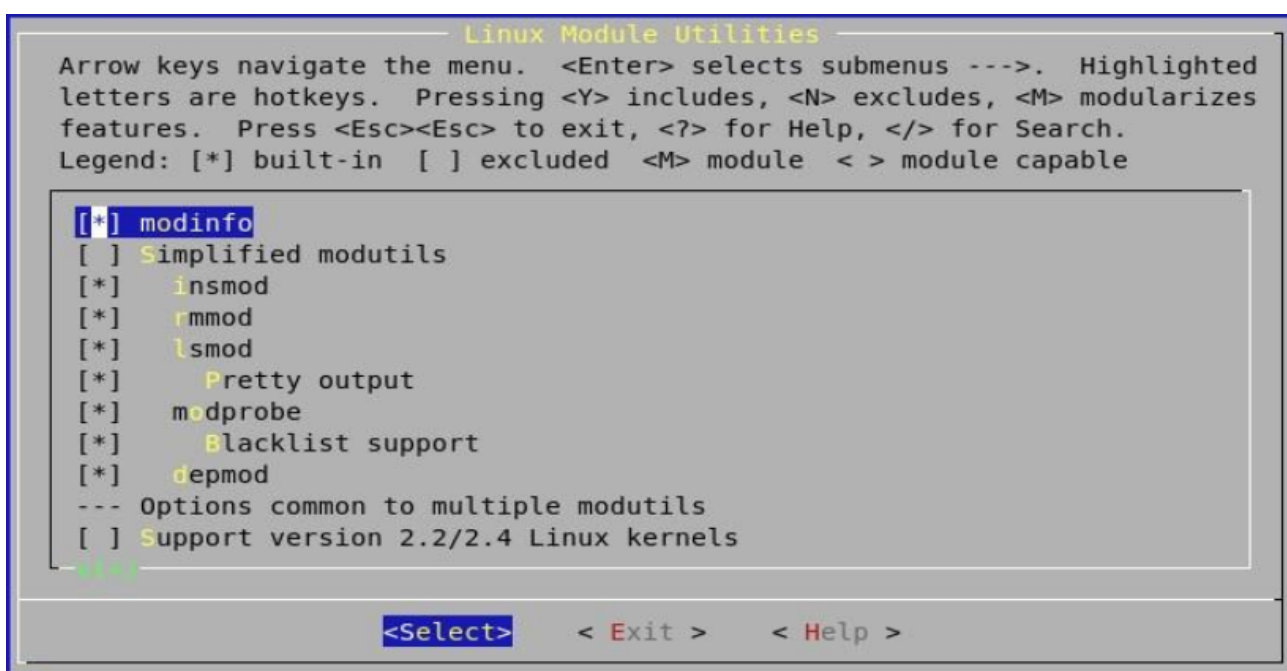 Linux Module Utilities
Arrow keys navigate the menu.  <Enter> selects submenus --->.  Highlighted
letters are hotkeys.  Pressing <Y> includes, <N> excludes, <M> modularizes
features.  Press <Esc><Esc> to exit, <?> for Help, </> for Search.
Legend: [*] built-in  [ ] excluded  <M> module  < > module capable
[*] modinfo
[ ] Simplified modutils
[*]   insmod
[*]   rmmod
[*]   lsmod
[*]     Pretty output
[*]   modprobe
[*]     Blacklist support
[*]   depmod
--- Options common to multiple modutils
[ ] Support version 2.2/2.4 Linux kernels
<Select>    < Exit >    < Help >